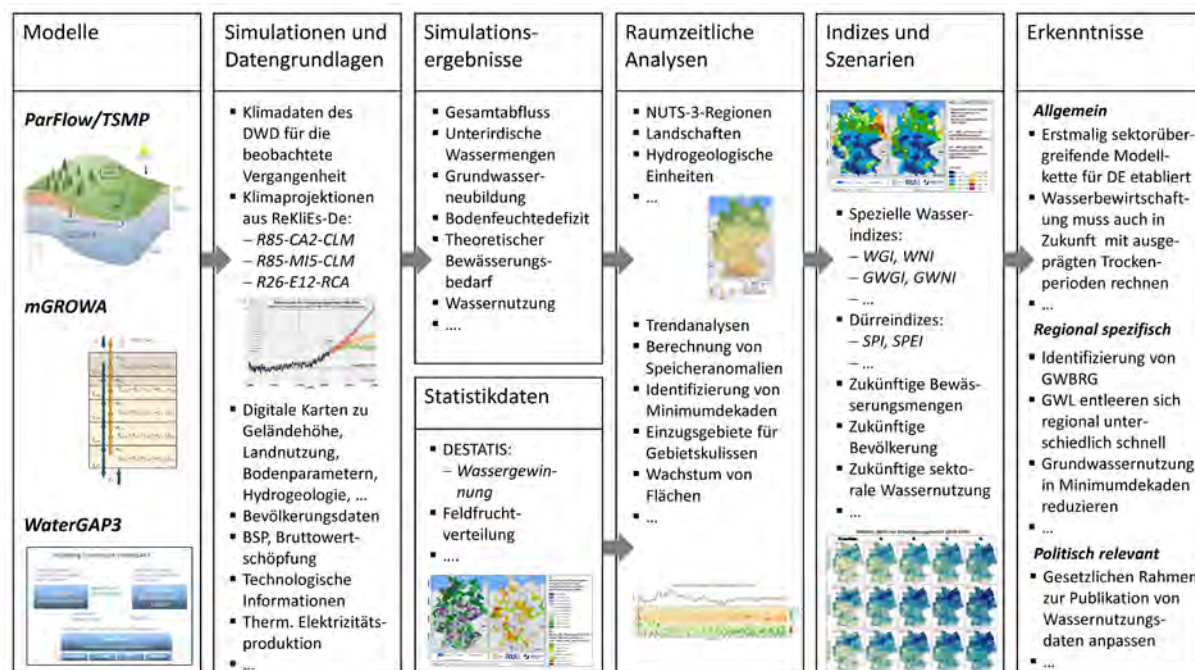 Modelle
ParFlow/TSMP
mGROWA
WaterGAP3
Simulationen und
Datengrundlagen
▪ Klimadaten des
DWD für die
beobachtete
Vergangenheit
▪ Klimaprojektionen
aus ReKliEs-De:
– R85-CA2-CLM
– R85-MI5-CLM
– R26-E12-RCA
▪ Digitale Karten zu
Geländehöhe,
Landnutzung,
Bodenparametern,
Hydrogeologie, ...
▪ Bevölkerungsdaten
▪ BSP, Bruttowert-
schöpfung
▪ Technologische
Informationen
▪ Therm. Elektrizitäts-
produktion
▪ ...
Simulations-
ergebnisse
▪ Gesamtabfluss
▪ Unterirdische
Wassermengen
▪ Grundwasser-
neubildung
▪ Bodenfeuchtedefizit
▪ Theoretischer
Bewässerungs-
bedarf
▪ Wassernutzung
▪ ....
Statistikdaten
▪ DESTATIS:
– Wassergewin-
nung
▪ Feldfrucht-
verteilung
▪ ....
Raumzeitliche
Analysen
▪ NUTS-3-Regionen
▪ Landschaften
▪ Hydrogeologische
Einheiten
▪ ...
▪ Trendanalysen
▪ Berechnung von
Speicheranomalien
▪ Identifizierung von
Minimumdekaden
▪ Einzugsgebiete für
Gebietskulissen
▪ Wachstum von
Flächen
▪ ...
Indizes und
Szenarien
▪ Spezielle Wasser-
indizes:
– WGI, WNI
– GWGI, GWNI
– ...
▪ Dürreindizes:
– SPI, SPEI
– ...
▪ Zukünftige Bewäs-
serungsmengen
▪ Zukünftige
Bevölkerung
▪ Zukünftige sekto-
rale Wassernutzung
▪ ...
Erkenntnisse
Allgemein
▪ Erstmalig sektorüber-
greifende Modell-
kette für DE etabliert
▪ Wasserbewirtschaft-
ung muss auch in
Zukunft mit ausge-
prägten Trocken-
perioden rechnen
▪ ...
Regional spezifisch
▪ Identifizierung von
GWBRG
▪ GWL entleeren sich
regional unter-
schiedlich schnell
▪ Grundwassernutzung
in Minimumdekaden
reduzieren
▪ ...
Politisch relevant
▪ Gesetzlichen Rahmen
zur Publikation von
Wassernutzungs-
daten anpassen
▪ ...